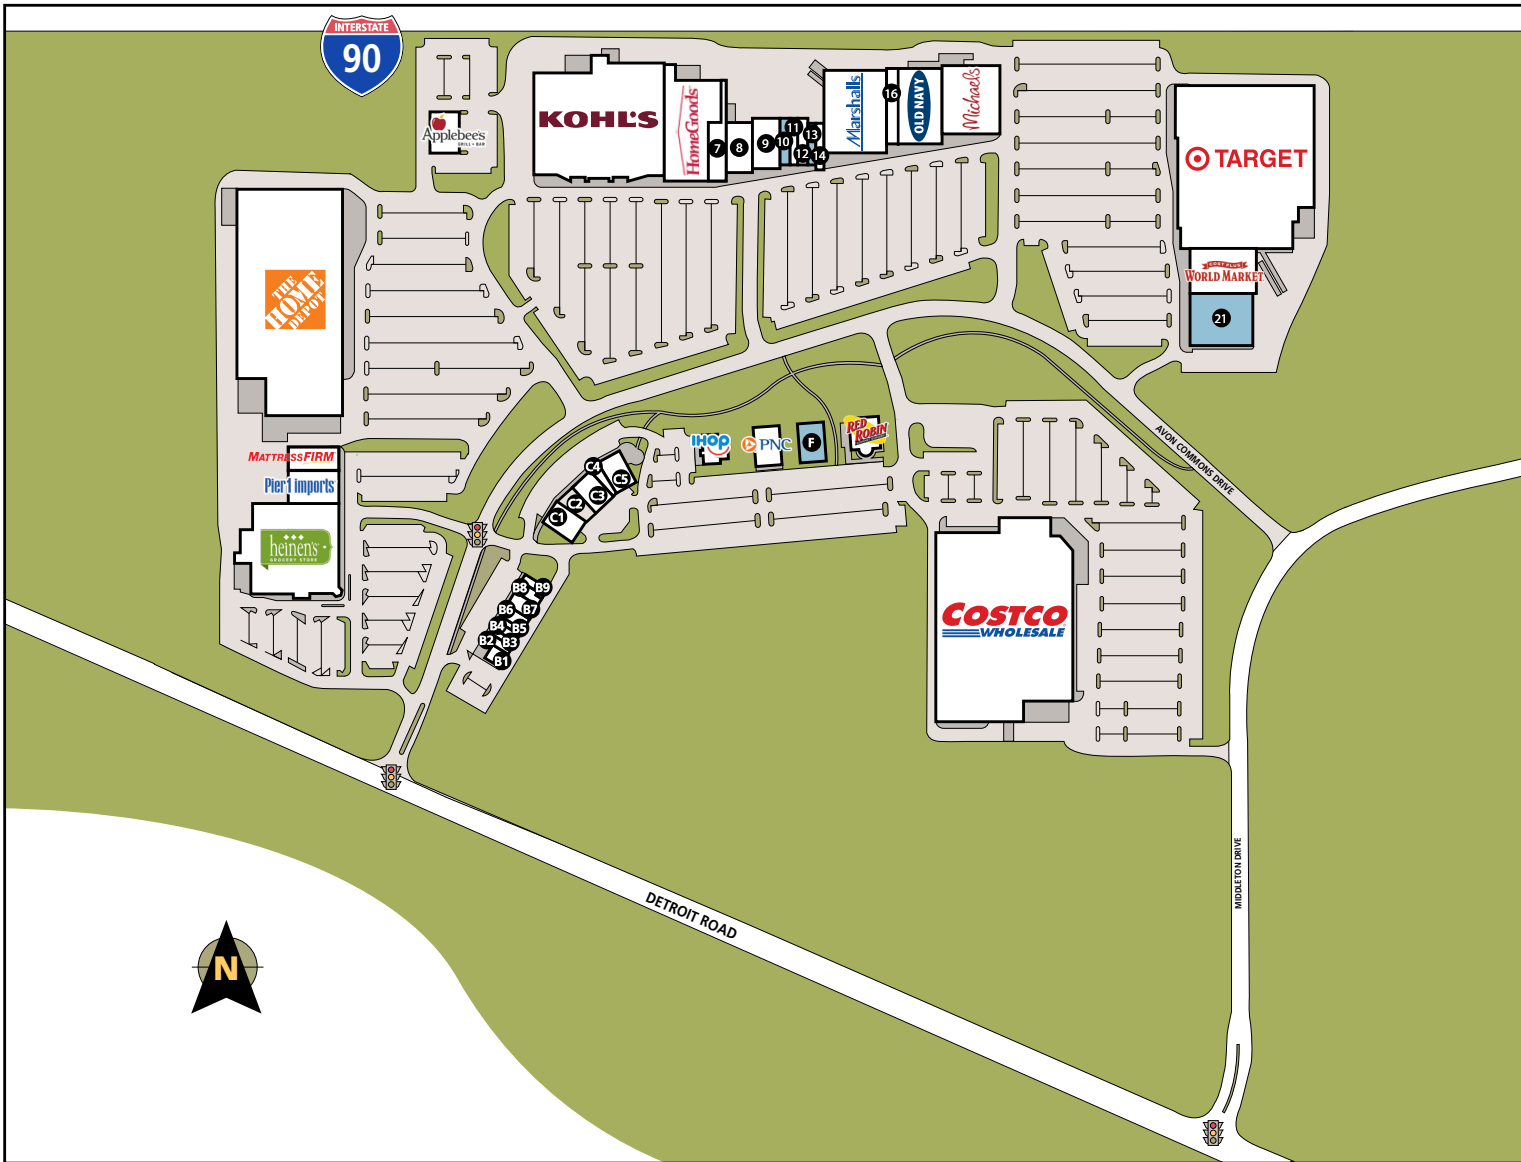 INTERSTATE
90
Applebee's
GRILL + BAR
KOHL'S
HomeGoods
7
8
9
10
11
12
13
14
Marshalls
16
OLD NAVY
Michaels
TARGET
COST PLUS
WORLD MARKET
21
THE
HOME
DEPOT
MATTRESSFIRM
Pier 1 imports
heinen's
GROCERY STORE
IHOP
PNC
F
RED
ROBIN
C4
C5
C3
C2
C1
B8
B9
B6
B7
B4
B5
B2
B3
B1
COSTCO
WHOLESALE
AVON COMMONS DRIVE
MIDDLETON DRIVE
DETROIT ROAD
N